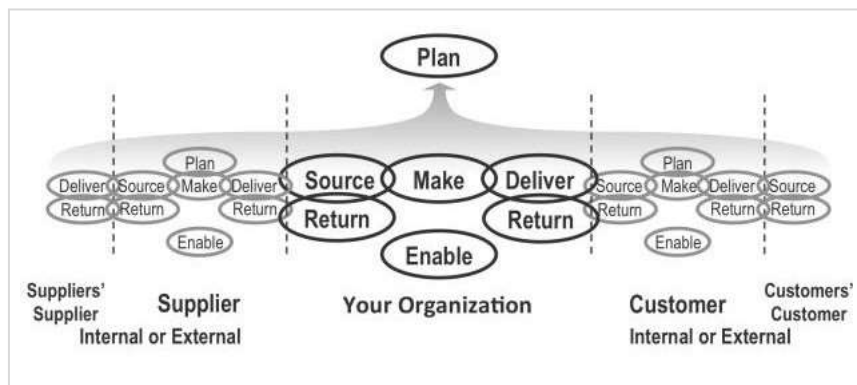 Plan
Plan Plan
Deliver Source Make Deliver Source Make Deliver Source Make Deliver Source
Return Return Return Return Return Return Return Return
Enable Enable Enable
Suppliers' Supplier Your Organization Customer Customers'
Supplier Customer
Internal or External Internal or External